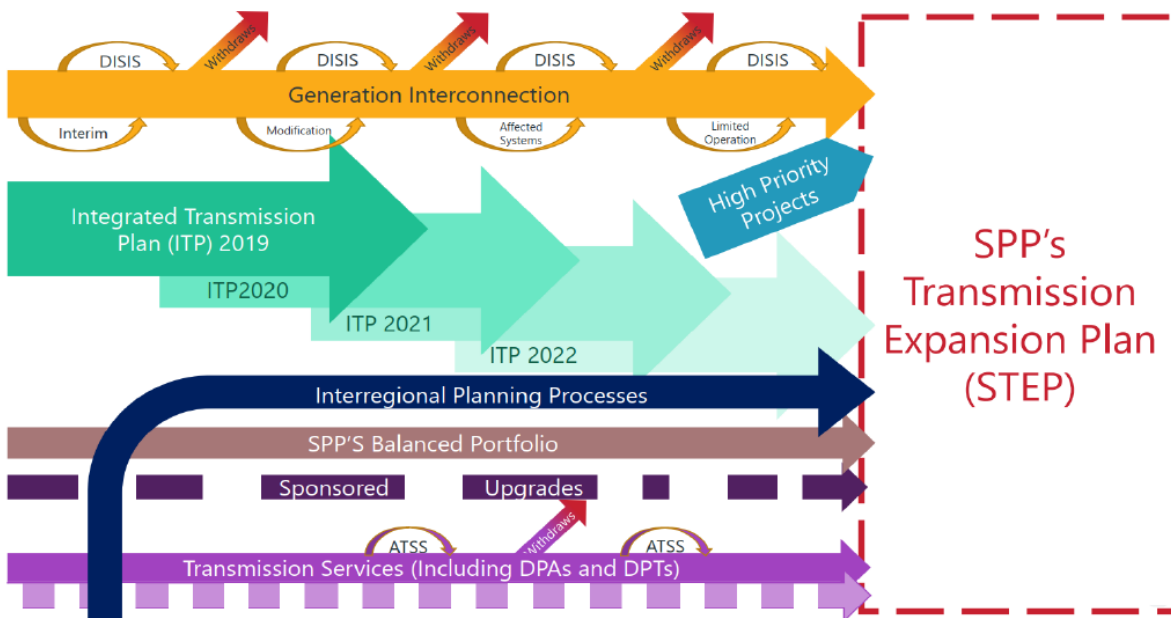 Withdraws
Withdraws
Withdraws
DISIS
DISIS
DISIS
DISIS
Generation Interconnection
Interim
Modification
Affected
Systems
Limited
Operation
High Priority
Projects
Integrated Transmission
Plan (ITP) 2019
ITP2020
ITP 2021
ITP 2022
SPP's
Transmission
Expansion Plan
(STEP)
Interregional Planning Processes
SPP'S Balanced Portfolio
Sponsored Upgrades
Withdraws
ATSS
ATSS
Transmission Services (Including DPAs and DPTs)